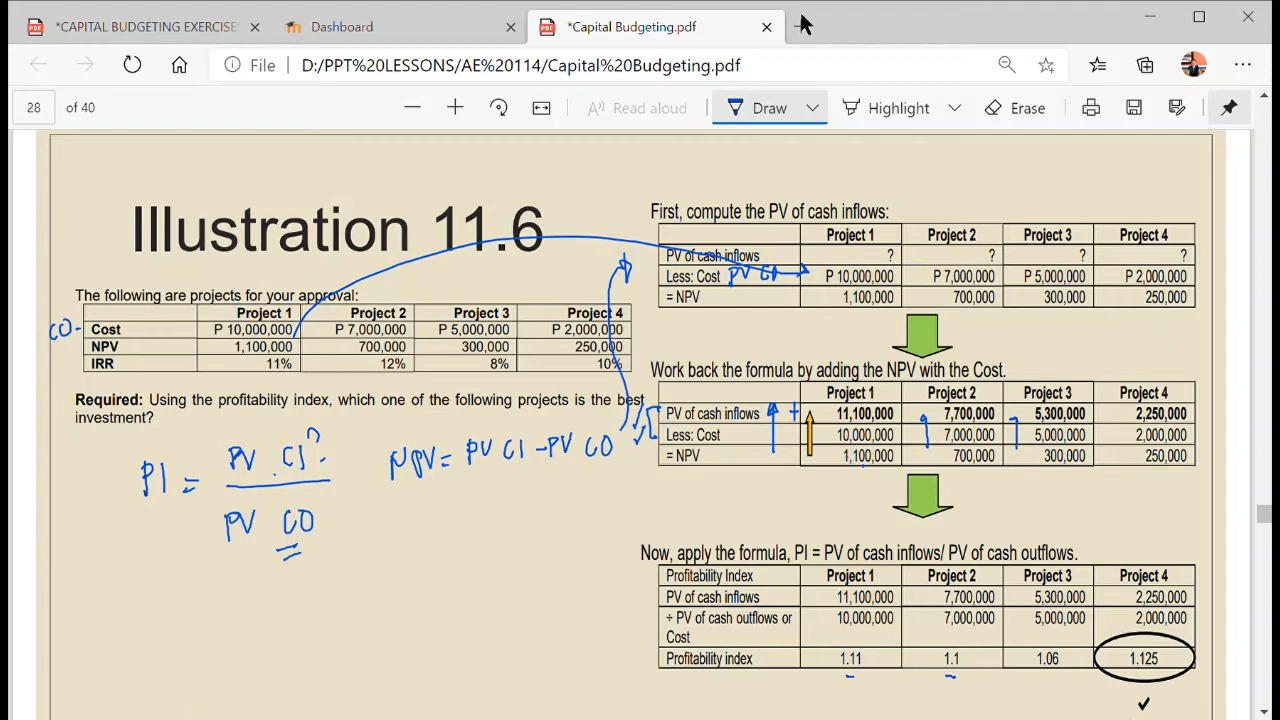 *CAPITAL BUDGETING EXERCISE
Dashboard
*Capital Budgeting.pdf
File
D:/PPT%20LESSONS/AE%20114/Capital%20Budgeting.pdf
28 of 40
Read aloud
Draw
Highlight
Erase
Illustration 11.6
The following are projects for your approval:
Project 1 Project 2 Project 3 Project 4
CO- Cost P 10,000,000 P 7,000,000 P 5,000,000 P 2,000,000
NPV 1,100,000 700,000 300,000 250,000
IRR 11% 12% 8% 10%
Required: Using the profitability index, which one of the following projects is the best
investment?
PI = PV CI?
PV CO
NPV = PV CI - PV CO
First, compute the PV of cash inflows:
Project 1 Project 2 Project 3 Project 4
PV of cash inflows ? ? ? ?
Less: Cost PV CO P 10,000,000 P 7,000,000 P 5,000,000 P 2,000,000
= NPV 1,100,000 700,000 300,000 250,000
Work back the formula by adding the NPV with the Cost.
Project 1 Project 2 Project 3 Project 4
PV of cash inflows + 11,100,000 7,700,000 5,300,000 2,250,000
Less: Cost 10,000,000 7,000,000 5,000,000 2,000,000
= NPV 1,100,000 700,000 300,000 250,000
Now, apply the formula, PI = PV of cash inflows/ PV of cash outflows.
Profitability Index Project 1 Project 2 Project 3 Project 4
PV of cash inflows 11,100,000 7,700,000 5,300,000 2,250,000
÷ PV of cash outflows or 10,000,000 7,000,000 5,000,000 2,000,000
Cost
Profitability index 1.11 1.1 1.06 1.125